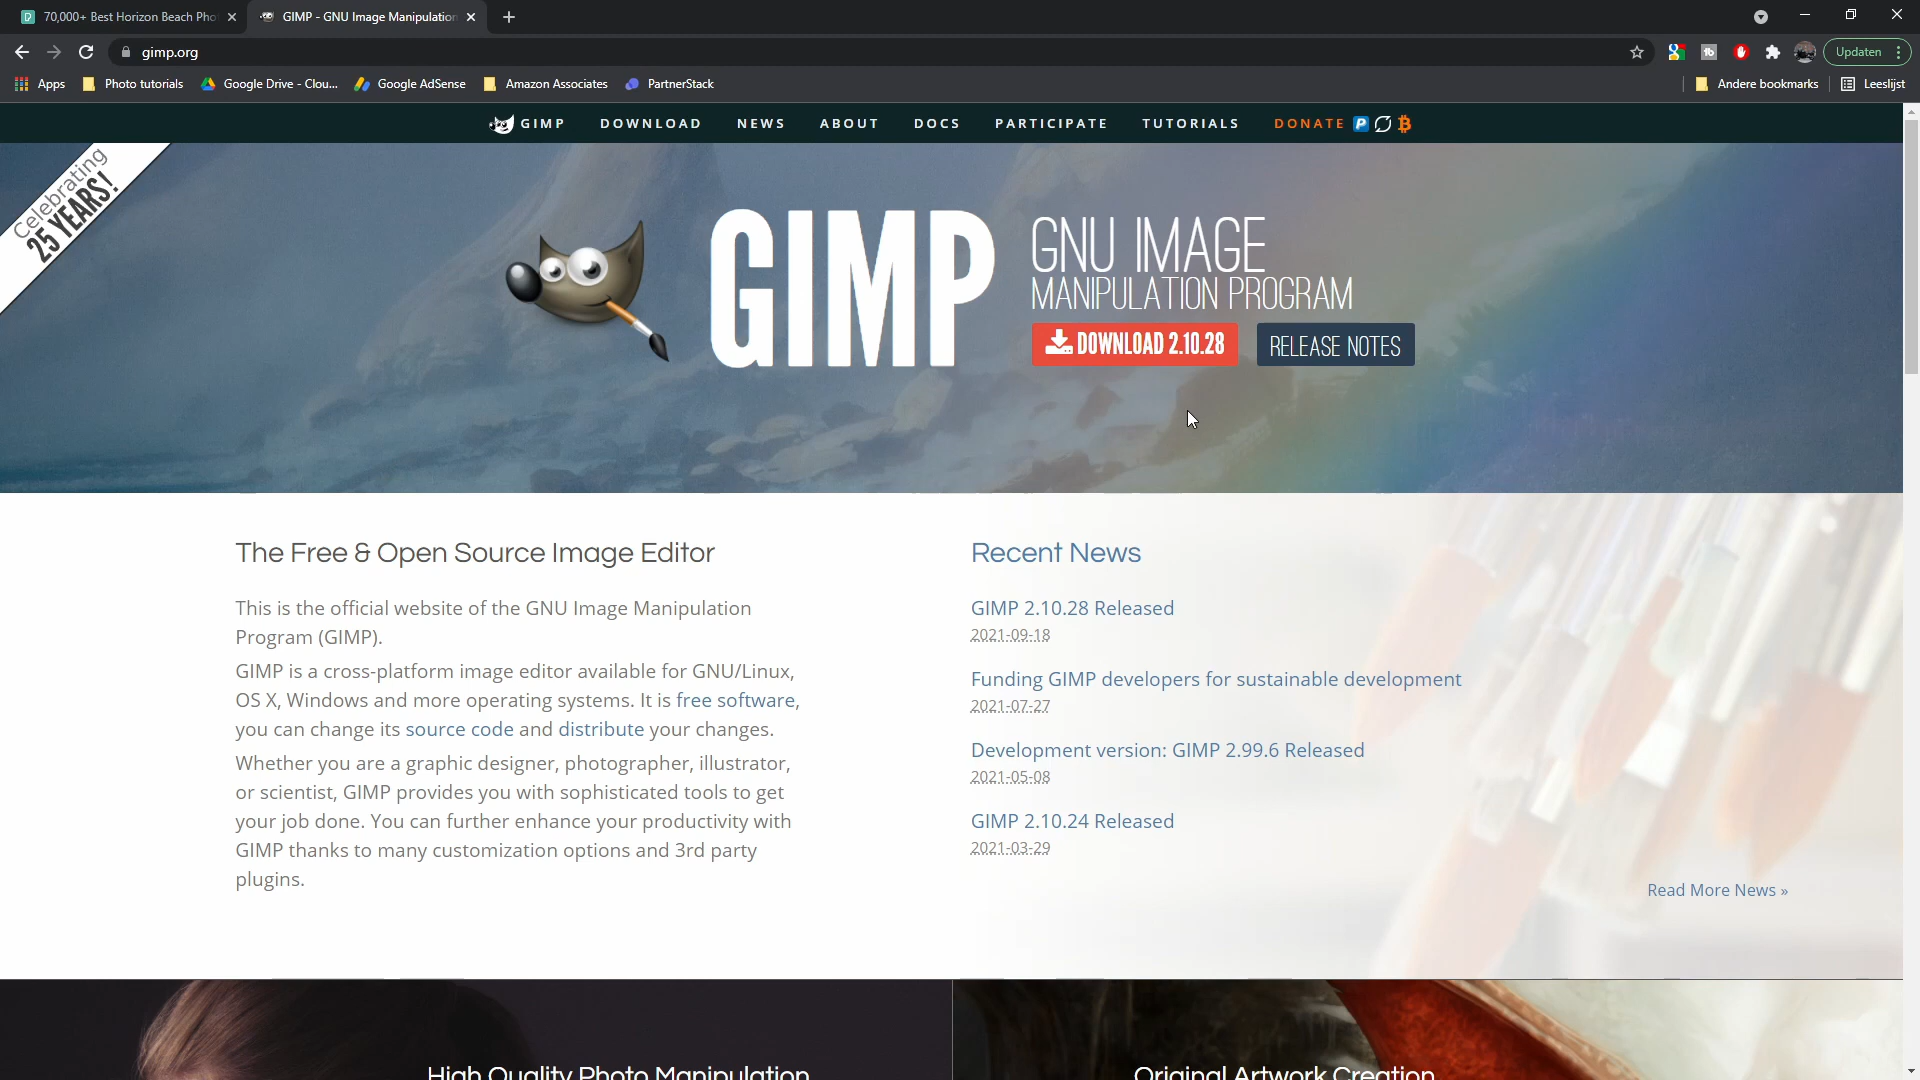 70,000+ Best Horizon Beach Pho
GIMP - GNU Image Manipulation
gimp.org
Updaten
Apps
Photo tutorials
Google Drive - Clou...
Google AdSense
Amazon Associates
PartnerStack
Andere bookmarks
Leeslijst
GIMP
DOWNLOAD
NEWS
ABOUT
DOCS
PARTICIPATE
TUTORIALS
DONATE
Celebrating
25 YEARS!
GIMP
GNU IMAGE
MANIPULATION PROGRAM
DOWNLOAD 2.10.28
RELEASE NOTES
The Free & Open Source Image Editor
This is the official website of the GNU Image Manipulation
Program (GIMP).
GIMP is a cross-platform image editor available for GNU/Linux,
OS X, Windows and more operating systems. It is free software,
you can change its source code and distribute your changes.
Whether you are a graphic designer, photographer, illustrator,
or scientist, GIMP provides you with sophisticated tools to get
your job done. You can further enhance your productivity with
GIMP thanks to many customization options and 3rd party
plugins.
Recent News
GIMP 2.10.28 Released
2021-09-18
Funding GIMP developers for sustainable development
2021-07-27
Development version: GIMP 2.99.6 Released
2021-05-08
GIMP 2.10.24 Released
2021-03-29
Read More News »
High Quality Photo Manipulation
Original Artwork Creation